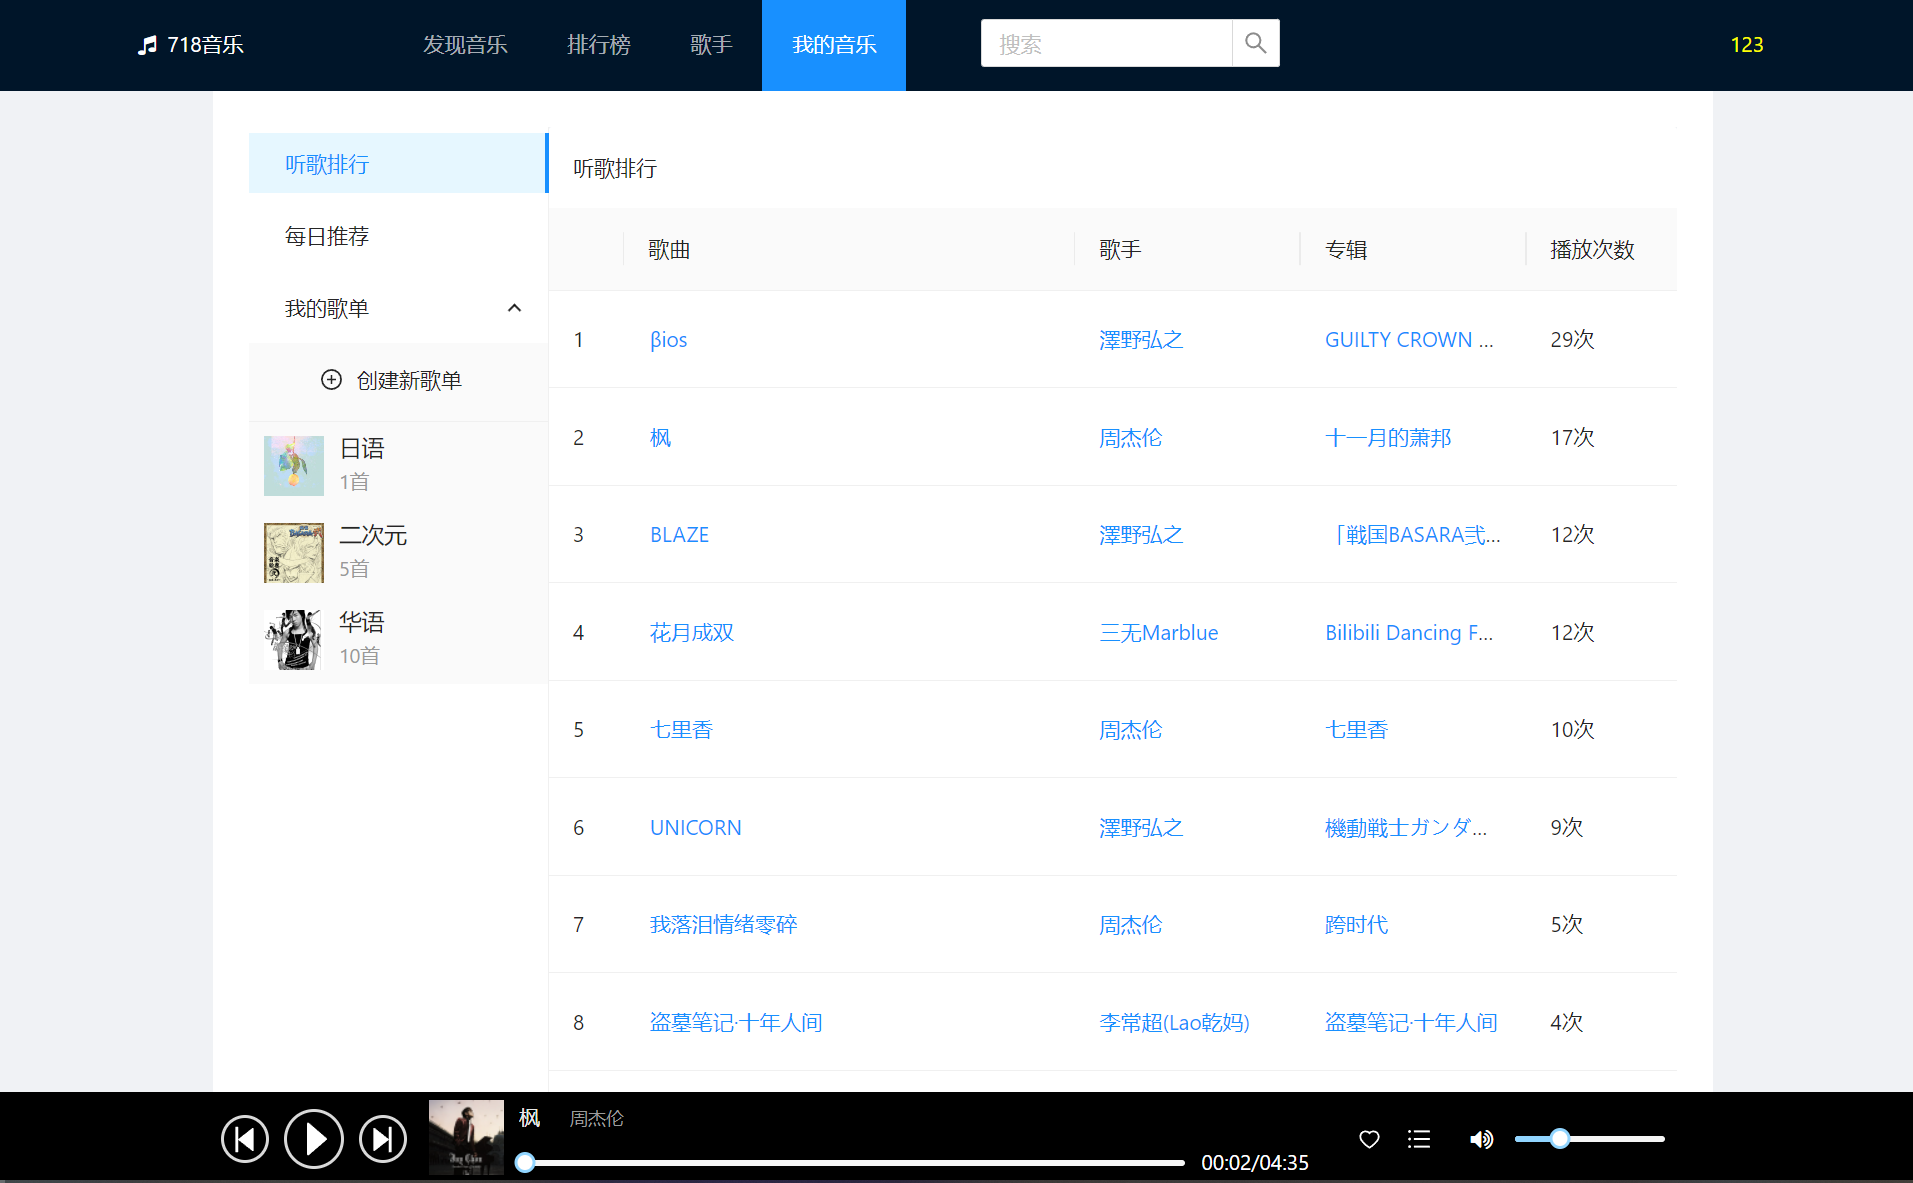 718音乐 发现音乐 排行榜 歌手 我的音乐 搜索 123
听歌排行
每日推荐
我的歌单
创建新歌单
日语
1首
二次元
5首
华语
10首
听歌排行
歌曲 歌手 专辑 播放次数
1 βios 澤野弘之 GUILTY CROWN ... 29次
2 枫 周杰伦 十一月的萧邦 17次
3 BLAZE 澤野弘之 「戦国BASARA弐... 12次
4 花月成双 三无Marblue Bilibili Dancing F... 12次
5 七里香 周杰伦 七里香 10次
6 UNICORN 澤野弘之 機動戦士ガンダ... 9次
7 我落泪情绪零碎 周杰伦 跨时代 5次
8 盗墓笔记·十年人间 李常超(Lao乾妈) 盗墓笔记·十年人间 4次
枫 周杰伦
00:02/04:35